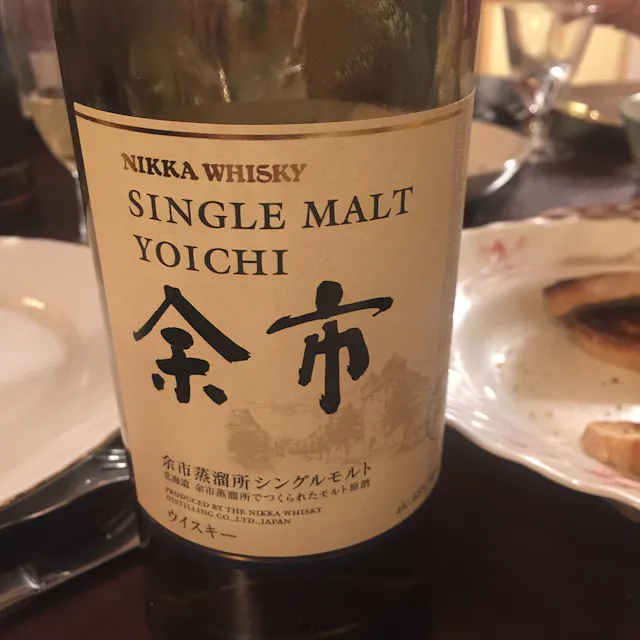 NIKKA WHISKY
SINGLE MALT
YOICHI
余市
余市蒸溜所シングルモルト
北海道 余市蒸溜所でつくられたモルト原酒
PRODUCED BY THE NIKKA WHISKY
DISTILLING CO., LTD., JAPAN
ウイスキー
alc. 45%